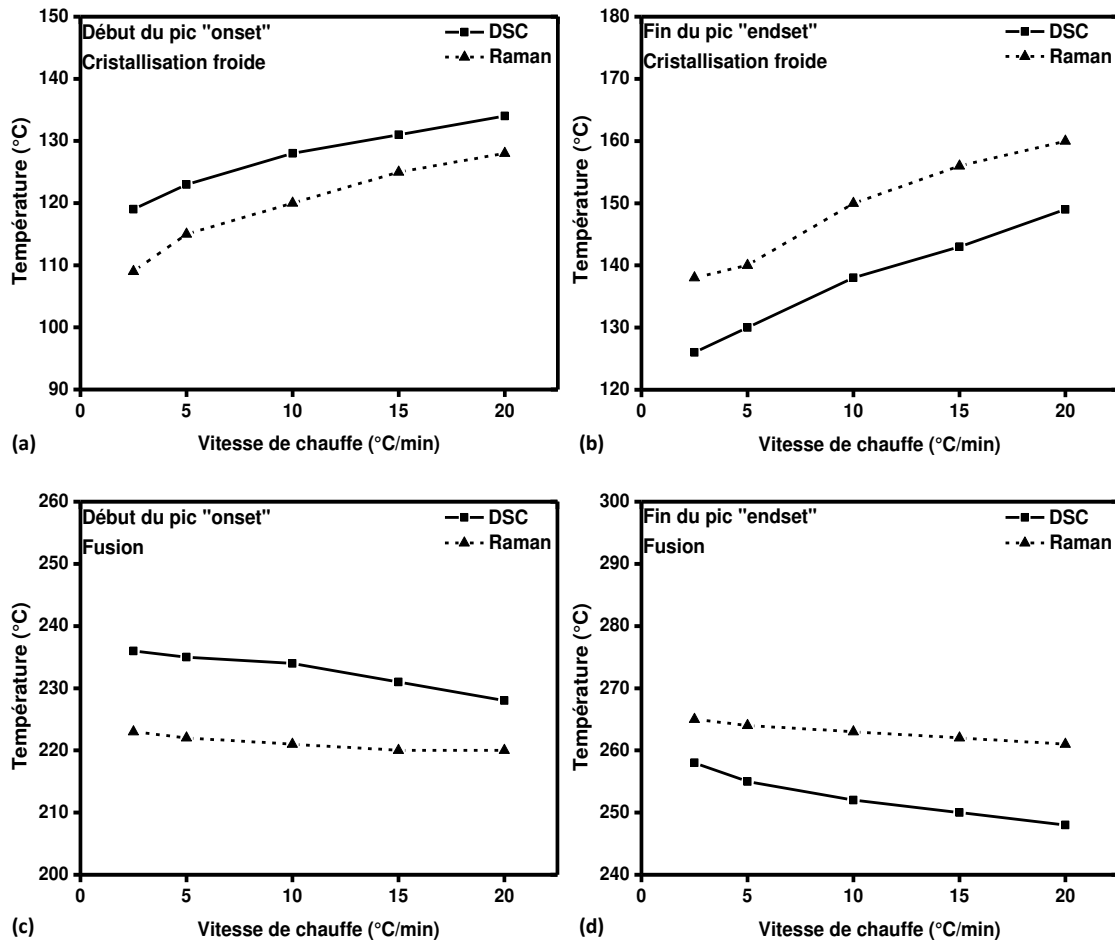 Début du pic "onset"
Cristallisation froide
DSC
Raman
150
140
130
120
110
100
90
0
5
10
15
20
Température (°C)
Vitesse de chauffe (°C/min)
(a)
Fin du pic "endset"
Cristallisation froide
DSC
Raman
180
170
160
150
140
130
120
0
5
10
15
20
Température (°C)
Vitesse de chauffe (°C/min)
(b)
Début du pic "onset"
Fusion
DSC
Raman
260
250
240
230
220
210
200
0
5
10
15
20
Température (°C)
Vitesse de chauffe (°C/min)
(c)
Fin du pic "endset"
Fusion
DSC
Raman
300
290
280
270
260
250
240
0
5
10
15
20
Température (°C)
Vitesse de chauffe (°C/min)
(d)